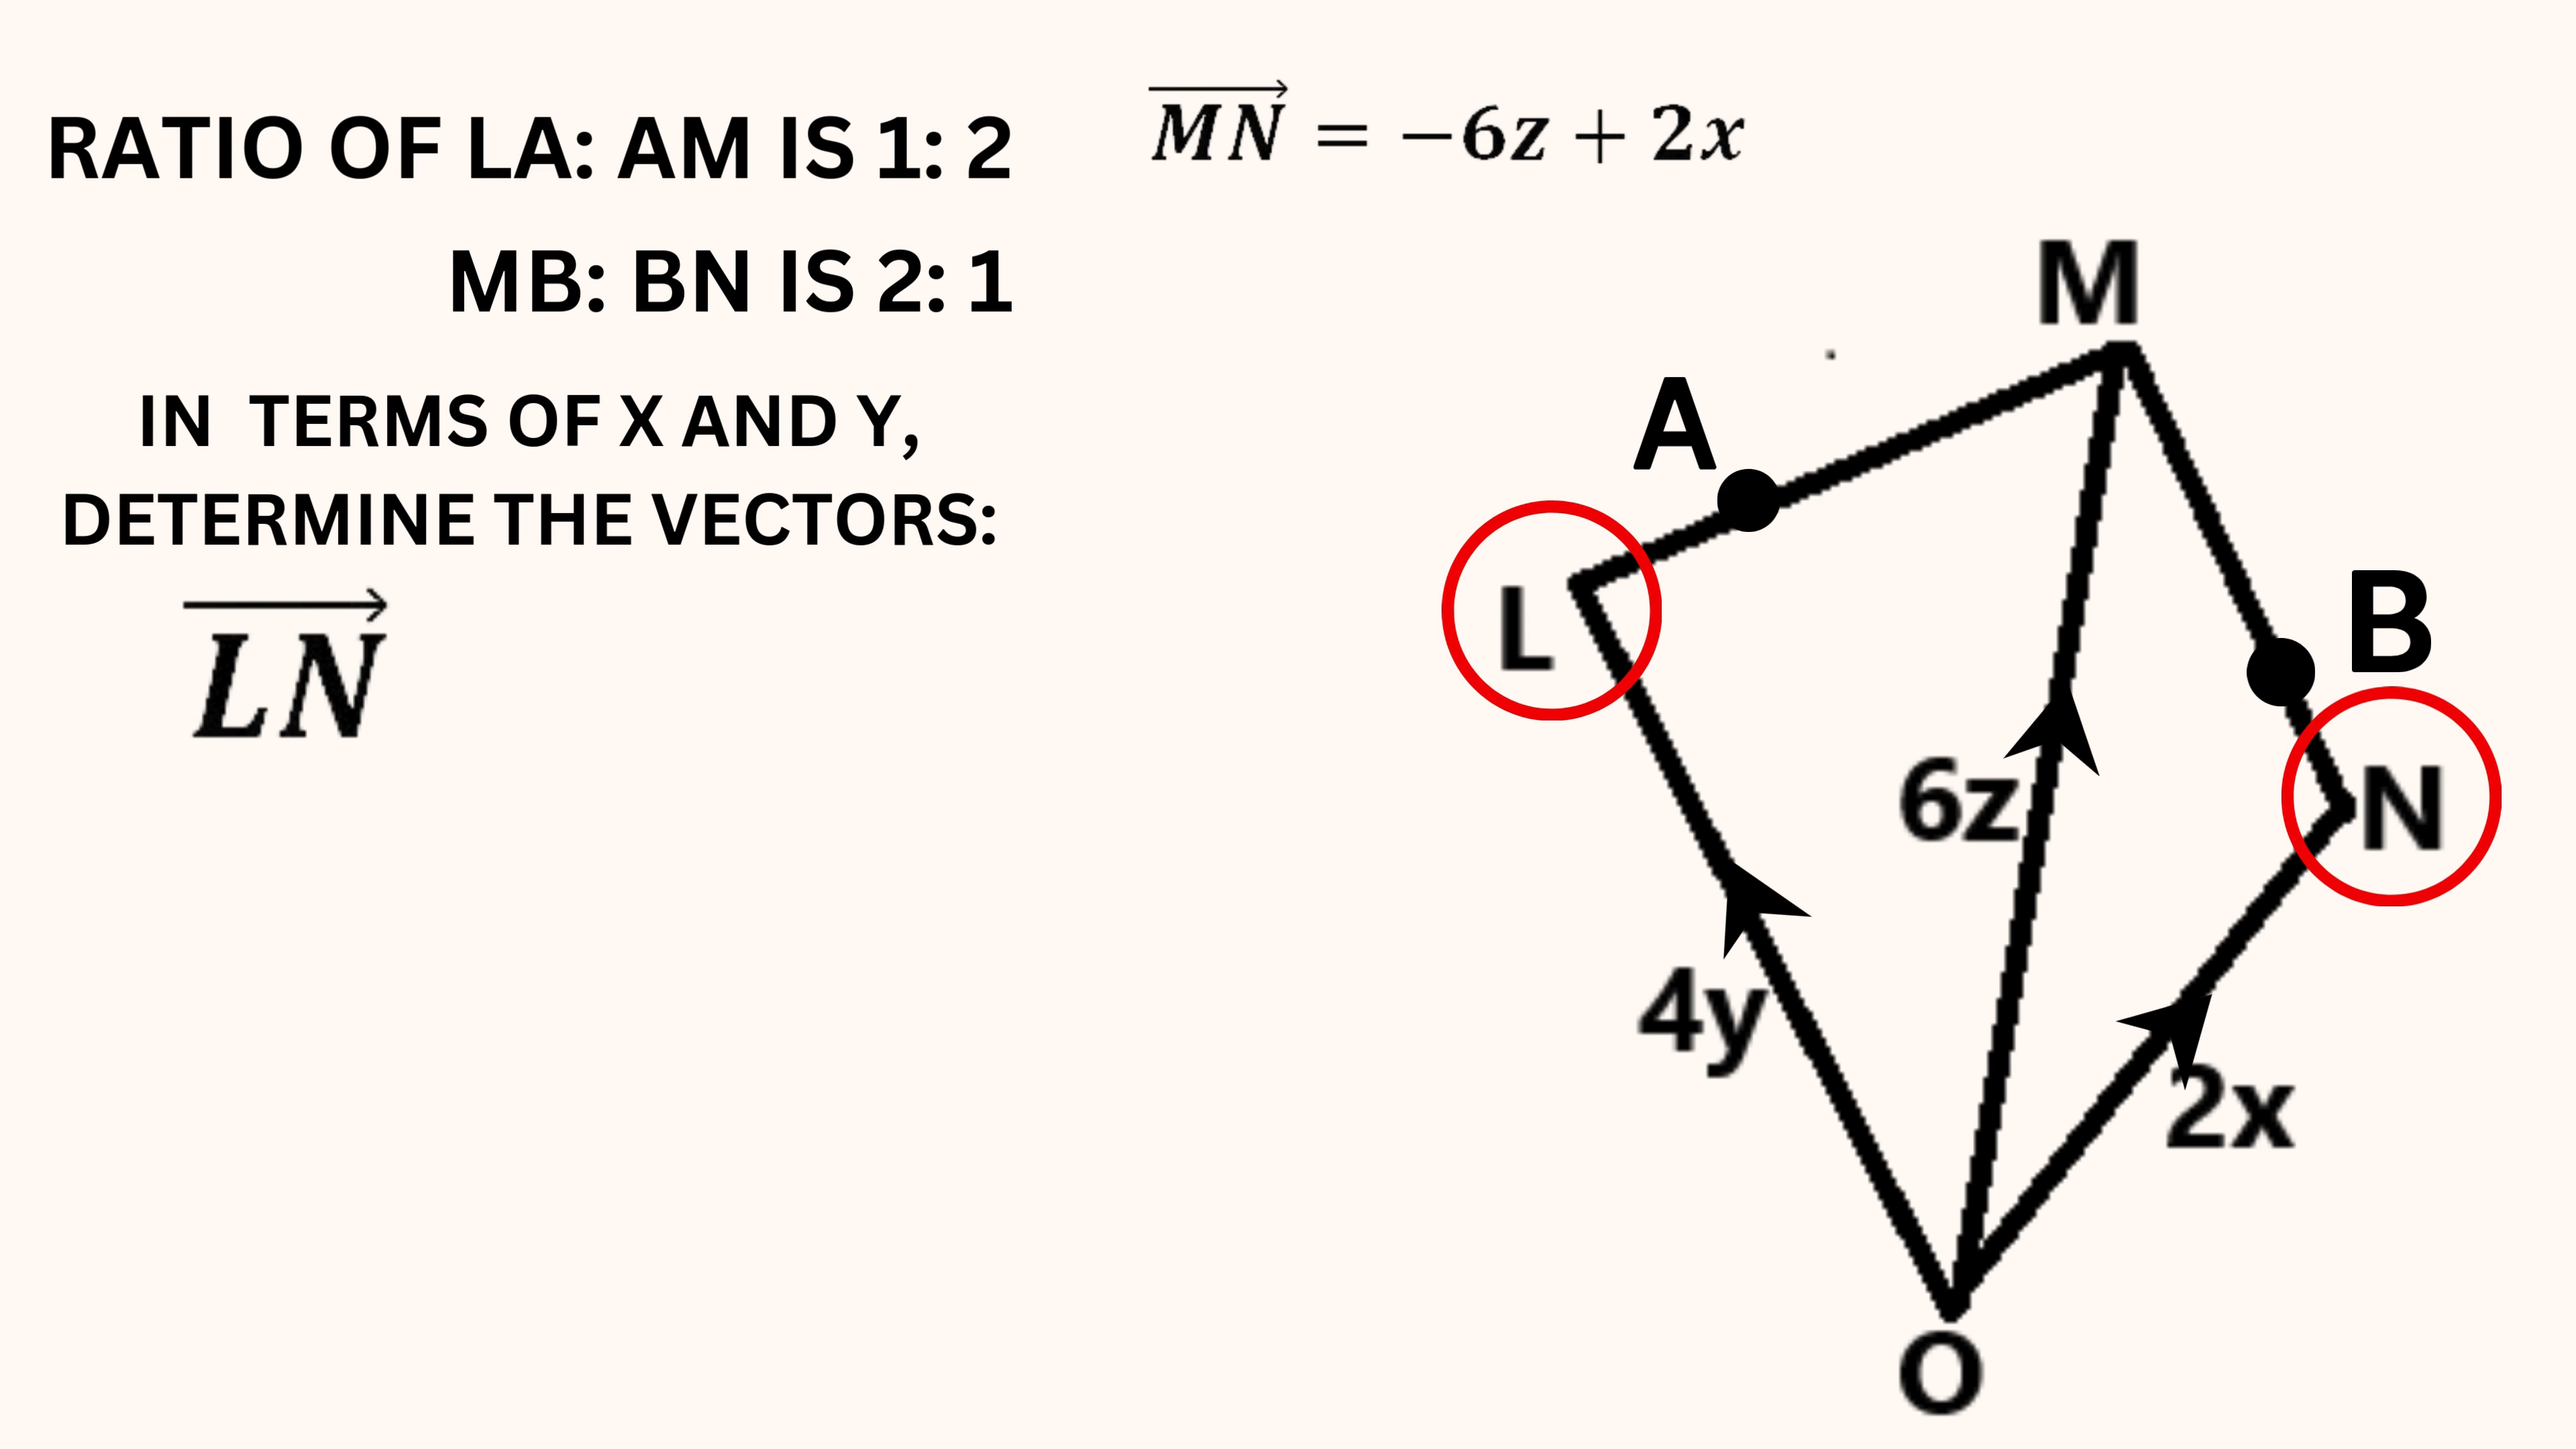 RATIO OF LA: AM IS 1: 2
MB: BN IS 2: 1
IN TERMS OF X AND Y,
DETERMINE THE VECTORS:
LN
MN = −6z + 2x
M
A
L
B
N
6z
4y
2x
O